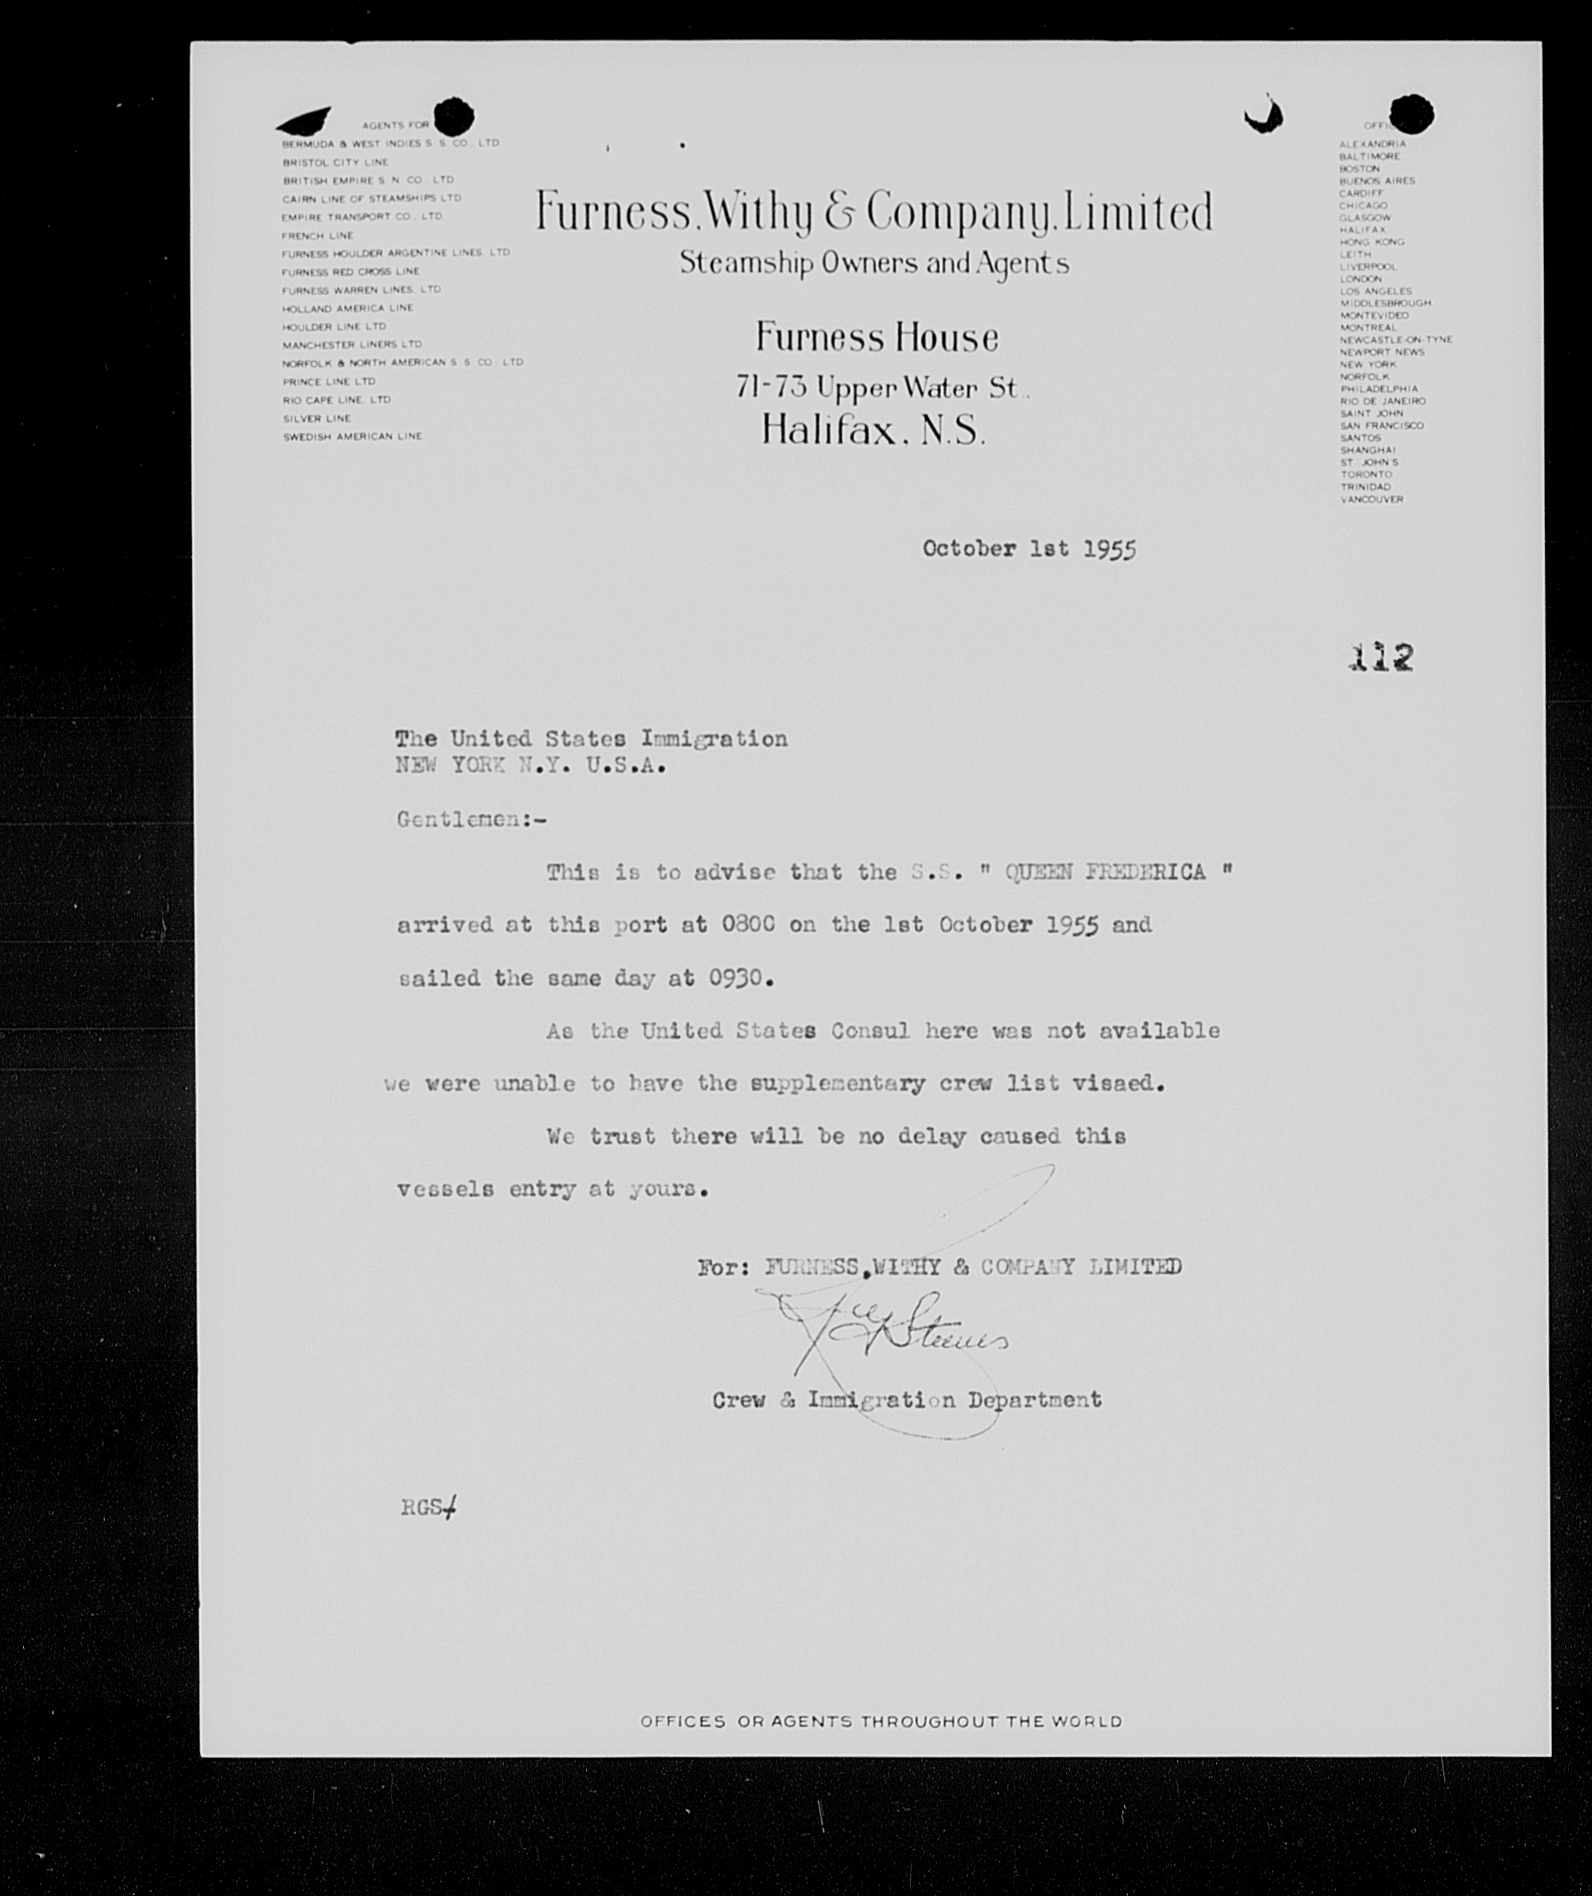 AGENTS FOR
BERMUDA & WEST INDIES S. S. CO., LTD.
BRISTOL CITY LINE
BRITISH EMPIRE S. N. CO. LTD.
CAIRN LINE OF STEAMSHIPS LTD.
EMPIRE TRANSPORT CO., LTD.
FRENCH LINE
FURNESS HOULDER ARGENTINE LINES, LTD.
FURNESS RED CROSS LINE
FURNESS WARREN LINES, LTD.
HOLLAND AMERICA LINE
HOULDER LINE LTD.
MANCHESTER LINERS LTD.
NORFOLK & NORTH AMERICAN S. S. CO., LTD.
PRINCE LINE LTD.
RIO CAPE LINE, LTD.
SILVER LINE
SWEDISH AMERICAN LINE
Furness, Withy & Company, Limited
Steamship Owners and Agents
Furness House
71-73 Upper Water St.,
Halifax, N.S.
ALEXANDRIA
BALTIMORE
BOSTON
BUENOS AIRES
CARDIFF
CHICAGO
GLASGOW
HALIFAX
HONG KONG
LEITH
LIVERPOOL
LONDON
LOS ANGELES
MIDDLESBROUGH
MONTEVIDEO
MONTREAL
NEWCASTLE-ON-TYNE
NEWPORT NEWS
NEW YORK
NORFOLK
PHILADELPHIA
RIO DE JANEIRO
SAINT JOHN
SAN FRANCISCO
SANTOS
SHANGHAI
ST. JOHN'S
TORONTO
TRINIDAD
VANCOUVER
October 1st 1955
112
The United States Immigration
NEW YORK N.Y. U.S.A.
Gentlemen:-
This is to advise that the S.S. " QUEEN FREDERICA "
arrived at this port at 0800 on the 1st October 1955 and
sailed the same day at 0930.
As the United States Consul here was not available
we were unable to have the supplementary crew list visaed.
We trust there will be no delay caused this
vessels entry at yours.
For: FURNESS,WITHY & COMPANY LIMITED
Steeves
Crew & Immigration Department
RGS/
OFFICES OR AGENTS THROUGHOUT THE WORLD